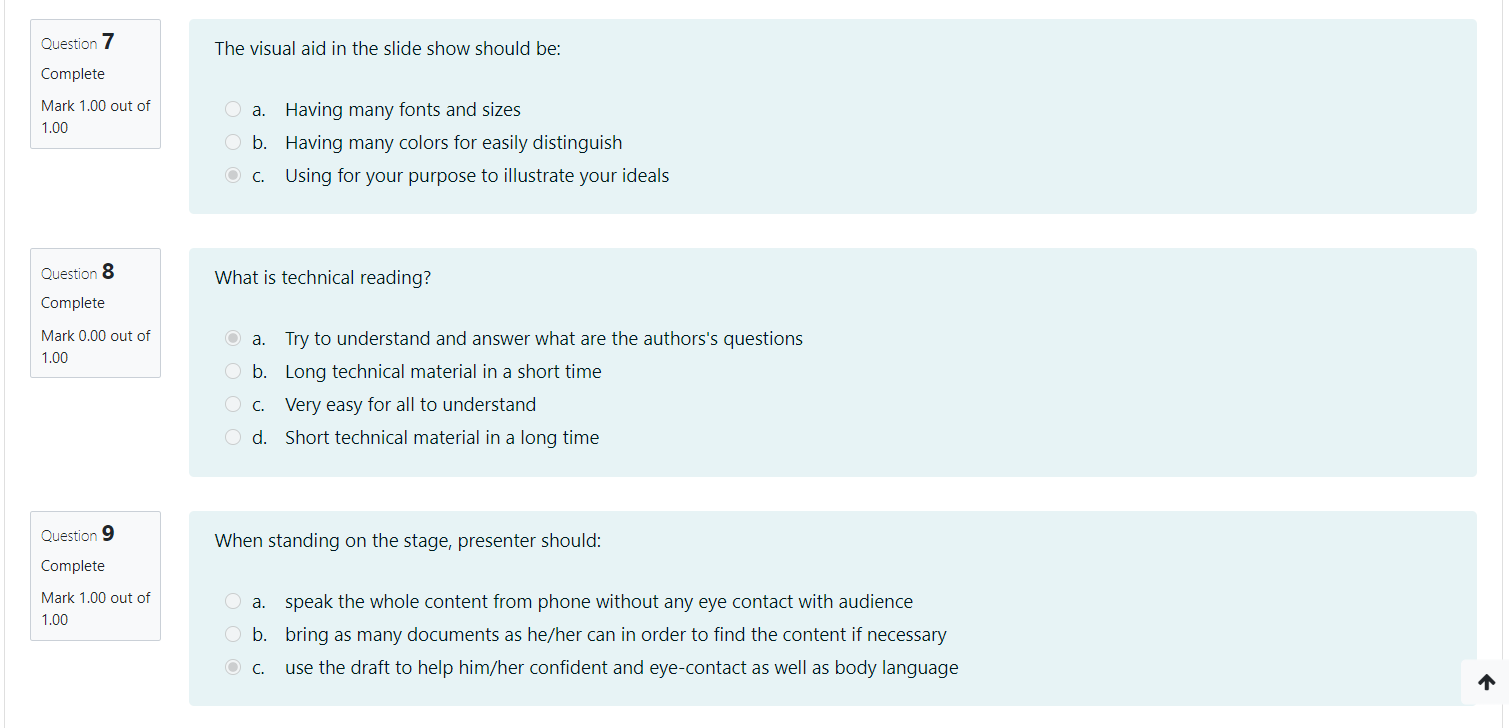 Question 7
Complete
Mark 1.00 out of
1.00
The visual aid in the slide show should be:
a. Having many fonts and sizes
b. Having many colors for easily distinguish
c. Using for your purpose to illustrate your ideals
Question 8
Complete
Mark 0.00 out of
1.00
What is technical reading?
a. Try to understand and answer what are the authors's questions
b. Long technical material in a short time
c. Very easy for all to understand
d. Short technical material in a long time
Question 9
Complete
Mark 1.00 out of
1.00
When standing on the stage, presenter should:
a. speak the whole content from phone without any eye contact with audience
b. bring as many documents as he/her can in order to find the content if necessary
c. use the draft to help him/her confident and eye-contact as well as body language